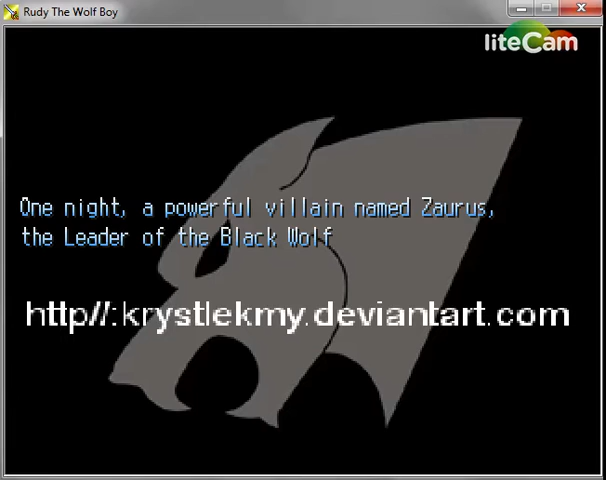 Rudy The Wolf Boy
liteCam
One night, a powerful villain named Zaurus,
the Leader of the Black Wolf
http//:krystlekmy.deviantart.com